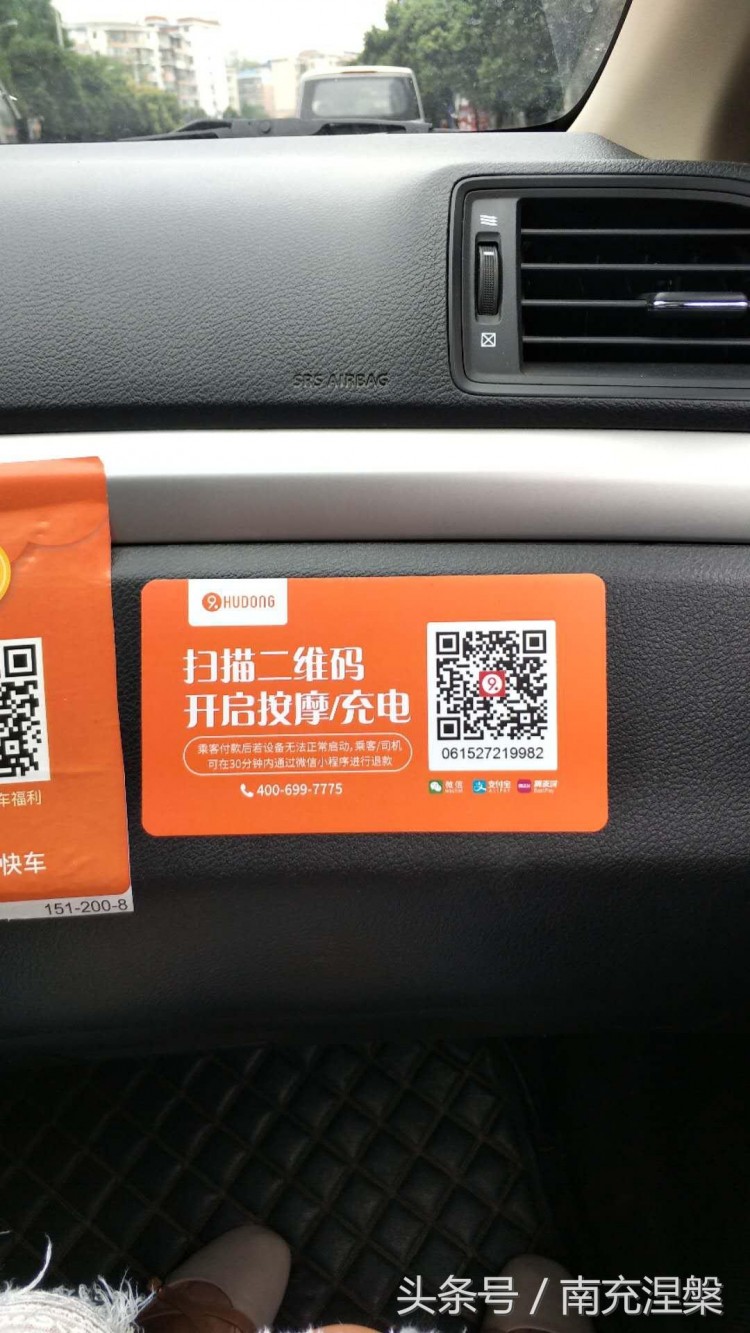 SRS AIRBAG
HUDONG
扫描二维码
开启按摩/充电
乘客付款后若设备无法正常启动,乘客/司机
可在30分钟内通过微信小程序进行退款
400-699-7775
061527219982
微信
支付宝
ALIPAY
车福利
快车
151-200-8
头条号 / 南充涅槃